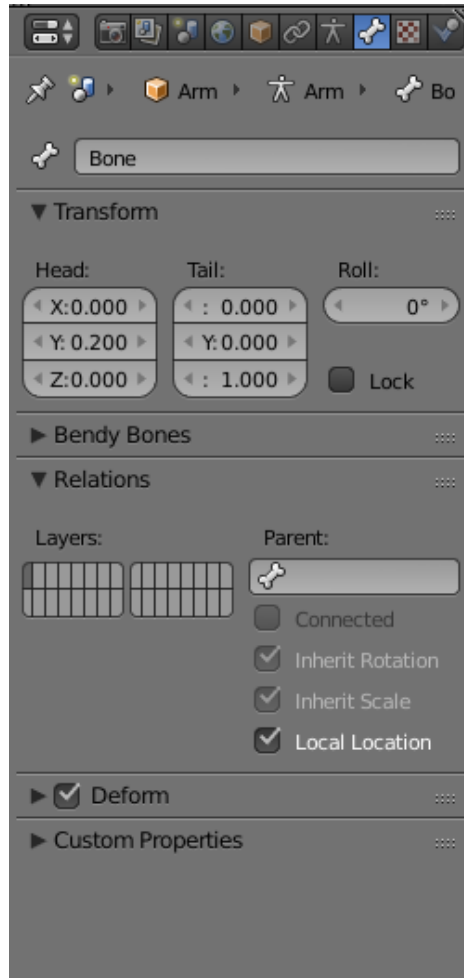 Arm Arm Bo
Bone
Transform
Head: Tail: Roll:
X:0.000 : 0.000 0°
Y: 0.200 Y:0.000
Z:0.000 : 1.000 Lock
Bendy Bones
Relations
Layers: Parent:
Connected
Inherit Rotation
Inherit Scale
Local Location
Deform
Custom Properties